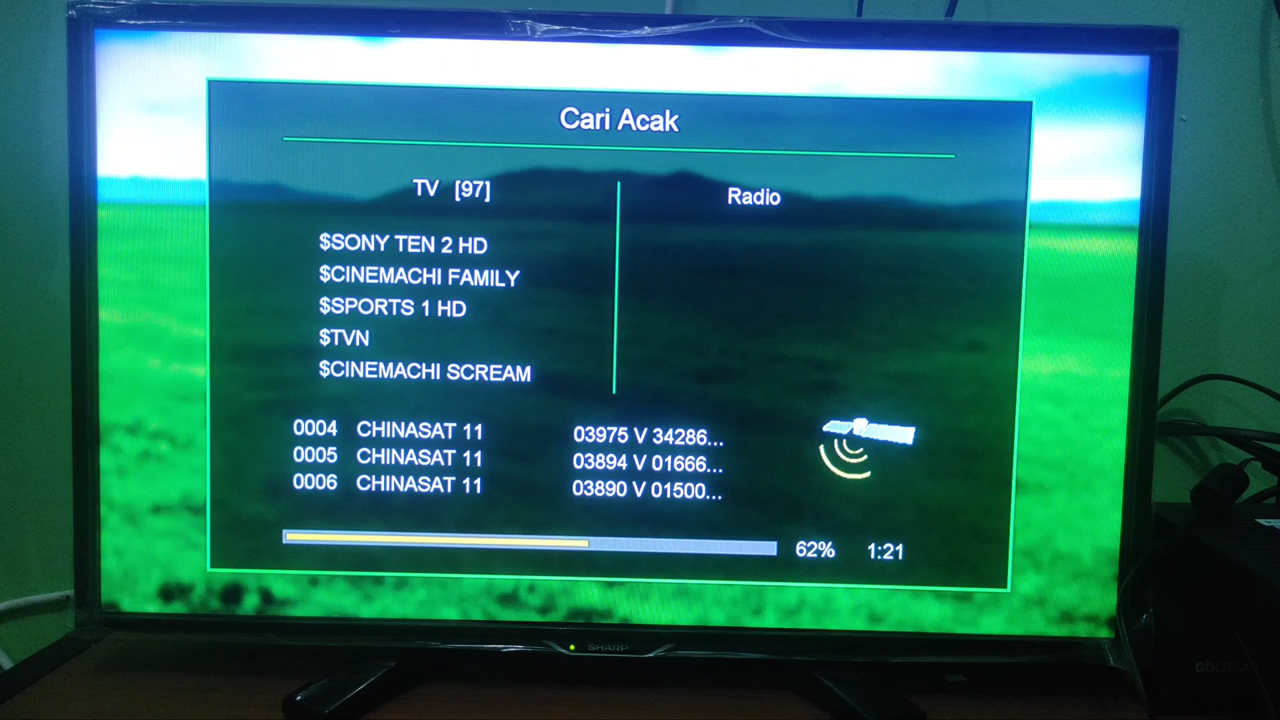 Cari Acak
TV [97]
Radio
$SONY TEN 2 HD
$CINEMACHI FAMILY
$SPORTS 1 HD
$TVN
$CINEMACHI SCREAM
0004 CHINASAT 11 03975 V 34286...
0005 CHINASAT 11 03894 V 01666...
0006 CHINASAT 11 03890 V 01500...
62% 1:21
SHARP